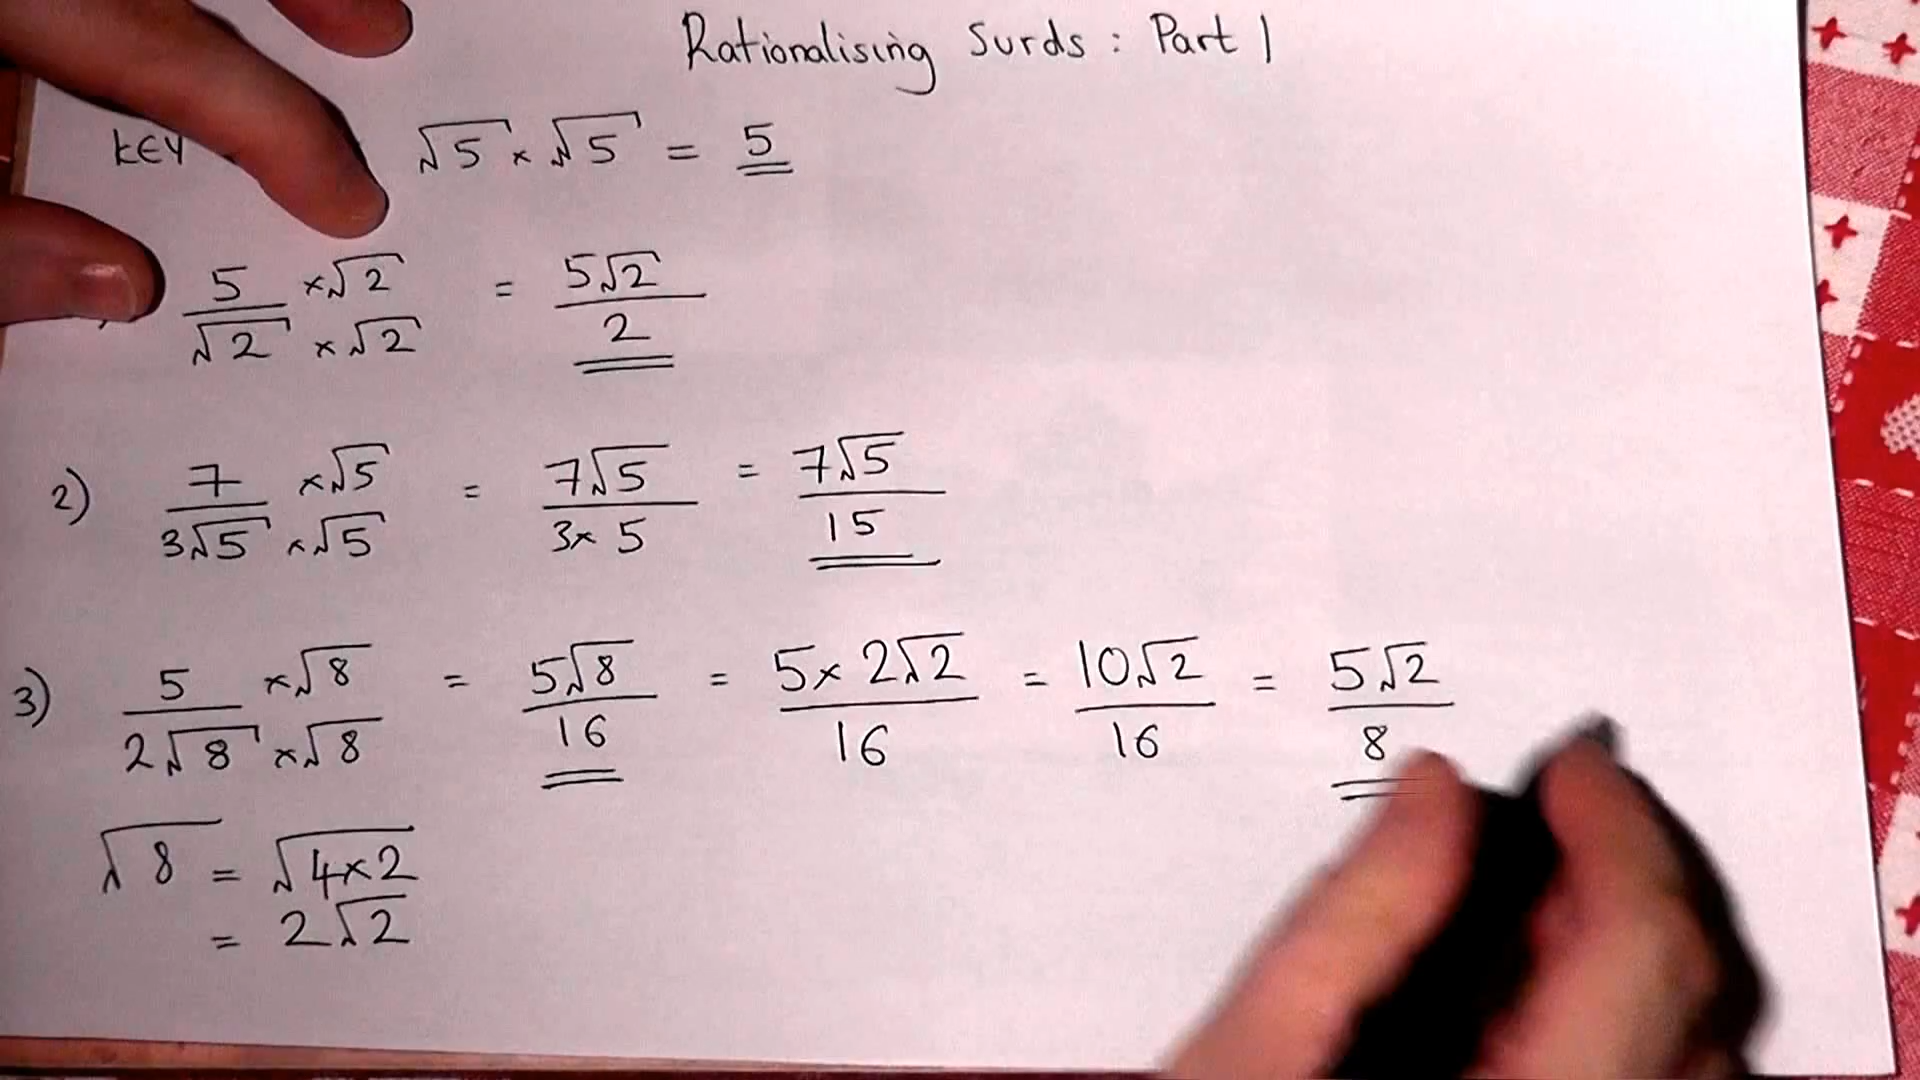 Rationalising Surds : Part 1
KEY √5 × √5 = 5
5/√2 ×√2/×√2 = 5√2/2
2) 7/3√5 ×√5/×√5 = 7√5/3×5 = 7√5/15
3) 5/2√8 ×√8/×√8 = 5√8/16 = 5×2√2/16 = 10√2/16 = 5√2/8
√8 = √4×2
= 2√2